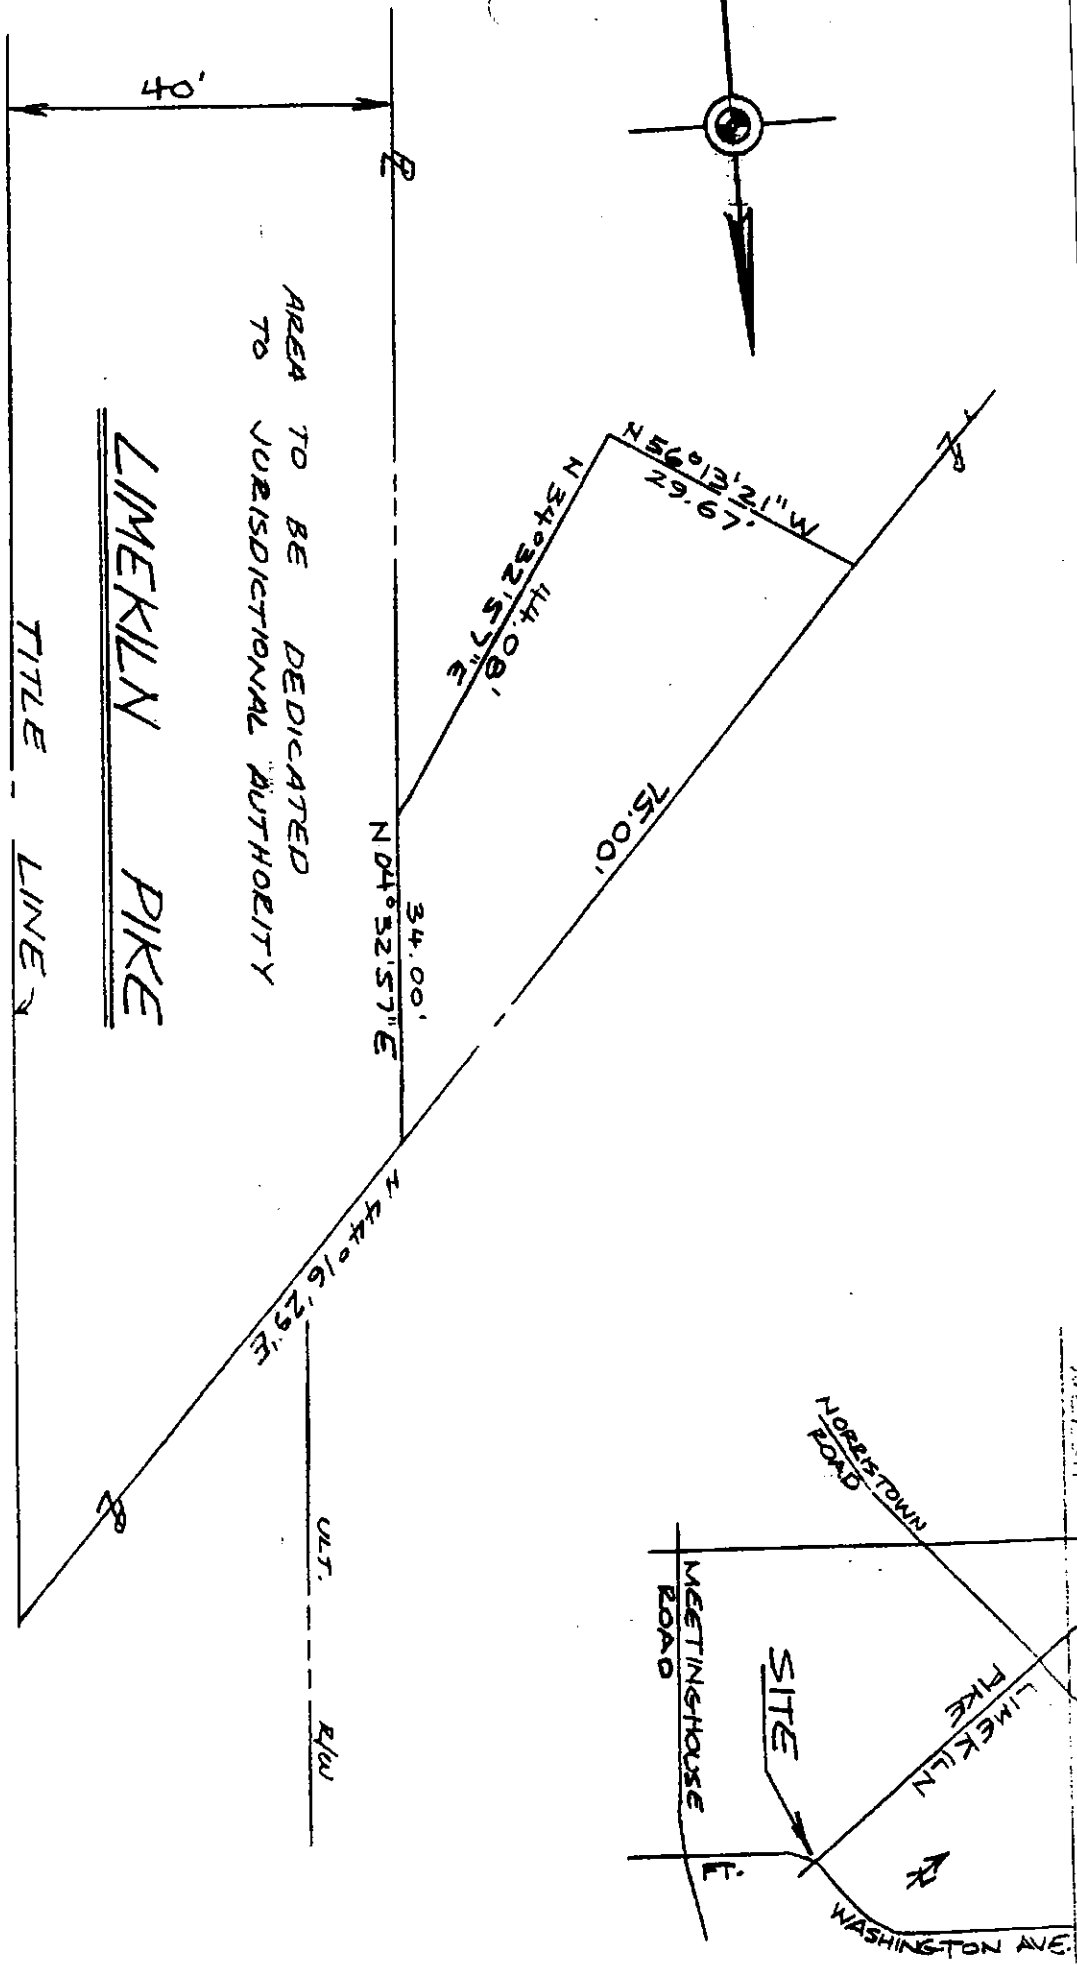 40'
AREA TO BE DEDICATED
TO JURISDICTIONAL AUTHORITY
LIMEKILN PIKE
TITLE LINE
N 56°13'21" W
29.67'
N 34°32'57" E
44.08'
75.00'
34.00'
N 04°32'57" E
N 44°16'29" E
ULT. R/W
NORRISTOWN
ROAD
MEETINGHOUSE
ROAD
SITE
LIMEKILN
PIKE
FT.
WASHINGTON AVE.
N